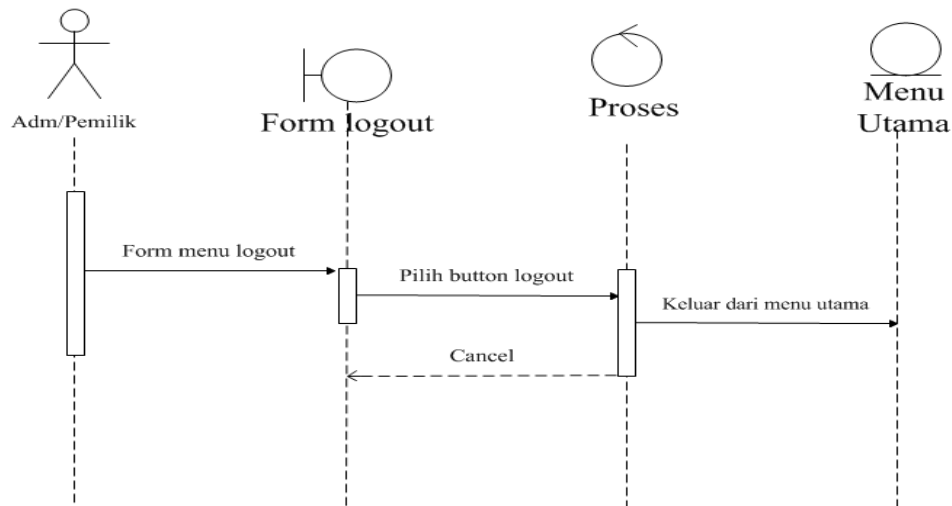 Adm/Pemilik
Form logout
Proses
Menu
Utama
Form menu logout
Pilih button logout
Keluar dari menu utama
Cancel